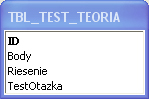 TBL_TEST_TEORIA
ID
Body
Riesenie
TestOtazka